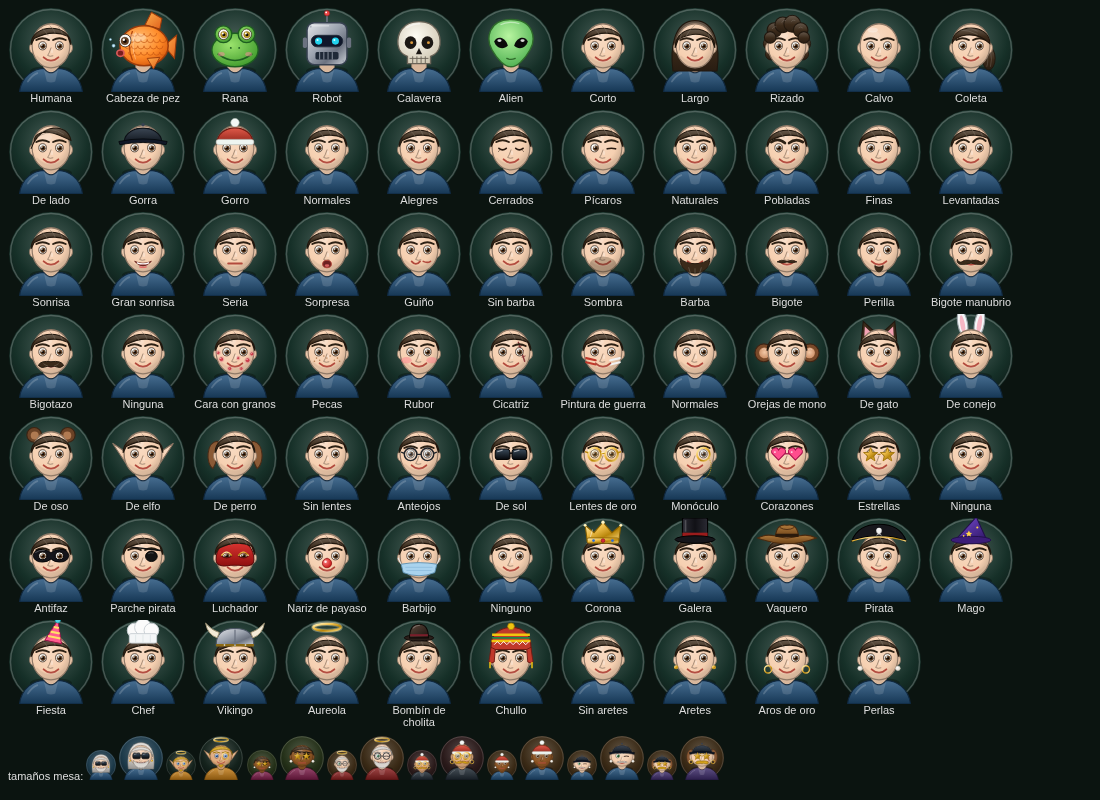 Humana Cabeza de pez Rana Robot Calavera Alien Corto Largo Rizado Calvo Coleta
De lado Gorra Gorro Normales Alegres Cerrados Pícaros Naturales Pobladas Finas Levantadas
Sonrisa Gran sonrisa Seria Sorpresa Guiño Sin barba Sombra Barba Bigote Perilla Bigote manubrio
Bigotazo Ninguna Cara con granos Pecas Rubor Cicatriz Pintura de guerra Normales Orejas de mono De gato De conejo
De oso De elfo De perro Sin lentes Anteojos De sol Lentes de oro Monóculo Corazones Estrellas Ninguna
Antifaz Parche pirata Luchador Nariz de payaso Barbijo Ninguno Corona Galera Vaquero Pirata Mago
Fiesta Chef Vikingo Aureola Bombín de cholita Chullo Sin aretes Aretes Aros de oro Perlas
tamaños mesa: